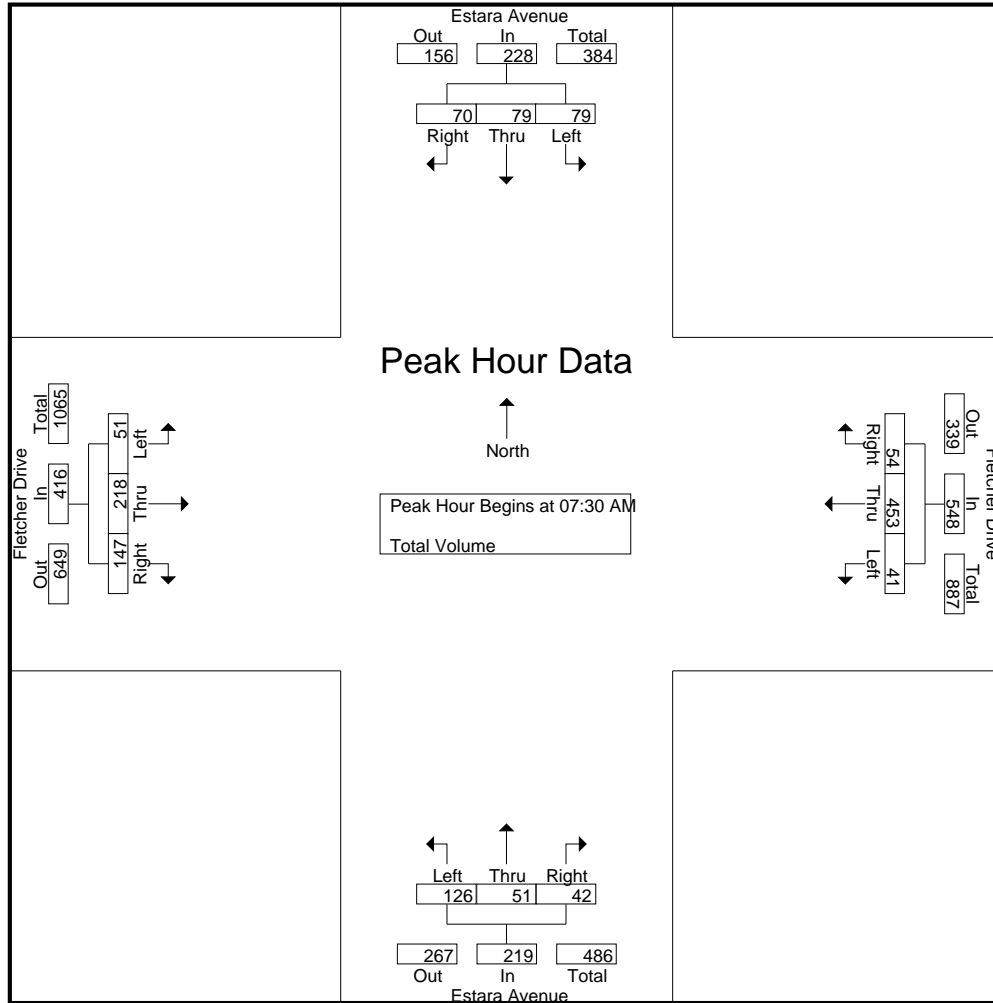 Estara Avenue
Out In Total
156 228 384
70 79 79
Right Thru Left
Peak Hour Data
North
Peak Hour Begins at 07:30 AM
Total Volume
Fletcher Drive
Out In Total
649 416 1065
51 218 147
Left Thru Right
Fletcher Drive
Out In Total
339 548 887
54 453 41
Right Thru Left
Left Thru Right
126 51 42
267 219 486
Out In Total
Estara Avenue